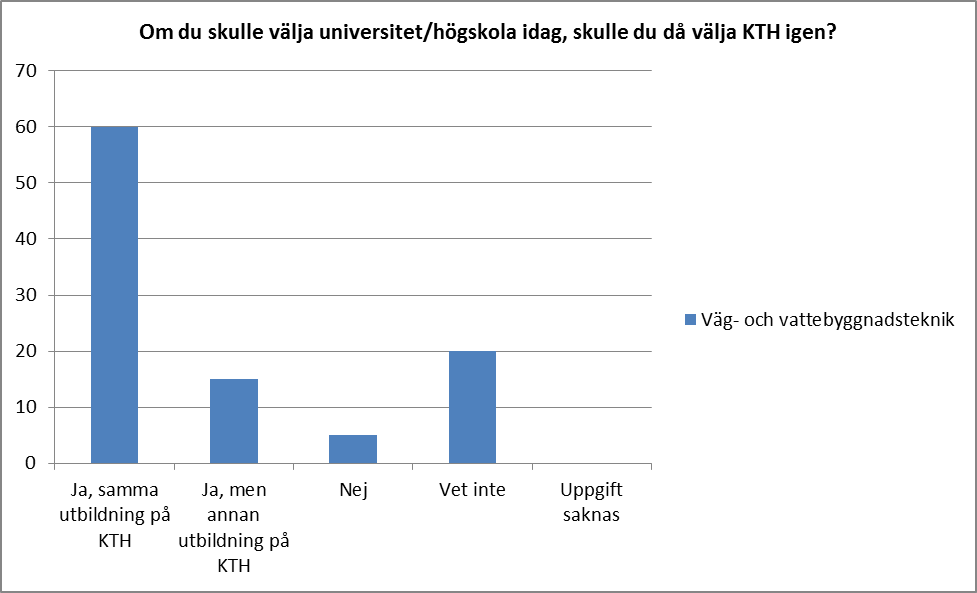 Om du skulle välja universitet/högskola idag, skulle du då välja KTH igen?
70
60
50
40
30
20
10
0
Ja, samma
utbildning på
KTH
Ja, men
annan
utbildning på
KTH
Nej
Vet inte
Uppgift
saknas
Väg- och vattebyggnadsteknik